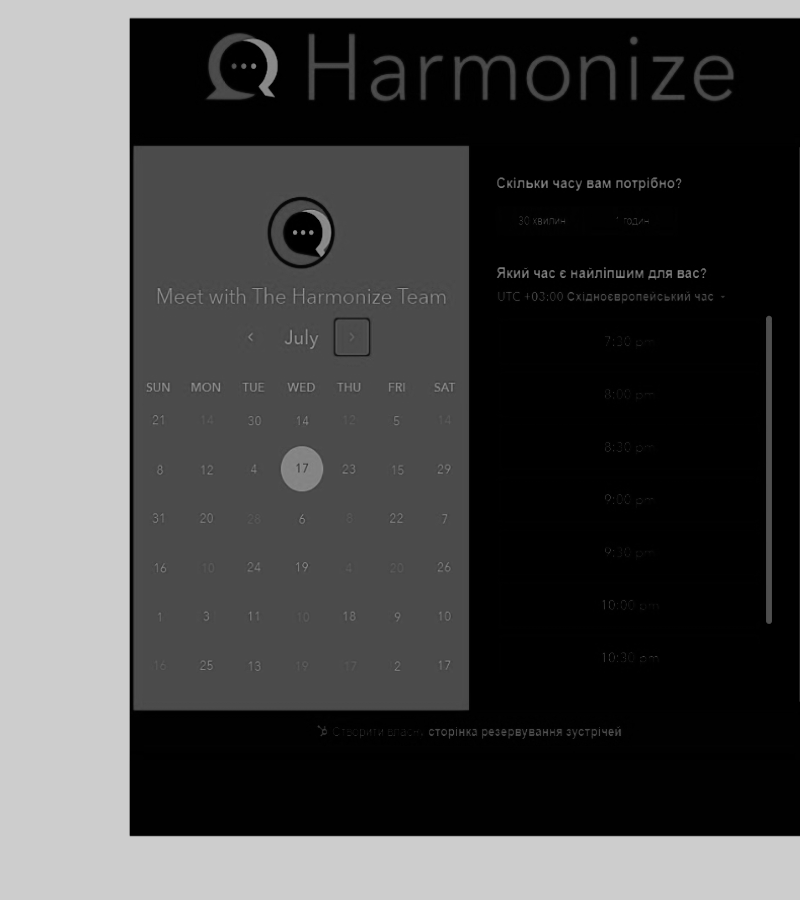 Harmonize
Meet with The Harmonize Team
July
SUN MON TUE WED THU FRI SAT
21 14 30 14 12 5 14
8 12 4 17 23 15 29
31 20 28 6 8 22 7
16 10 24 19 4 20 26
1 3 11 10 18 9 10
16 25 13 19 17 2 17
Скільки часу вам потрібно?
30 хвилин 1 годин
Який час є найліпшим для вас?
UTC +03:00 Східноєвропейський час
7:30 pm
8:00 pm
8:30 pm
9:00 pm
9:30 pm
10:00 pm
10:30 pm
Створити власну сторінка резервування зустрічей